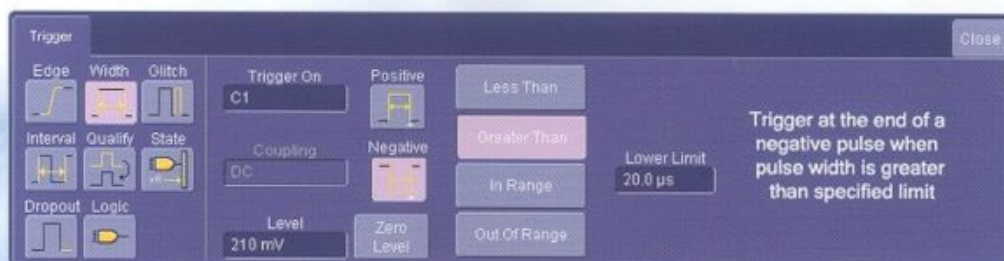 Trigger
Close
Edge
Width
Glitch
Interval
Qualify
State
Dropout
Logic
Trigger On
C1
Coupling
DC
Level
210 mV
Zero
Level
Positive
Negative
Less Than
Greater Than
In Range
Out Of Range
Lower Limit
20.0 µs
Trigger at the end of a
negative pulse when
pulse width is greater
than specified limit